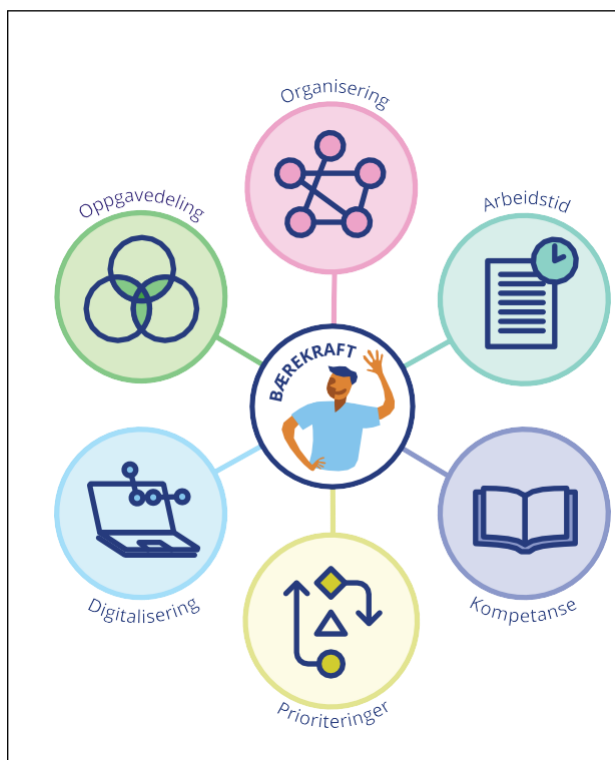 Organisering
Oppgavedeling
Arbeidstid
BÆREKRAFT
Digitalisering
Kompetanse
Prioriteringer